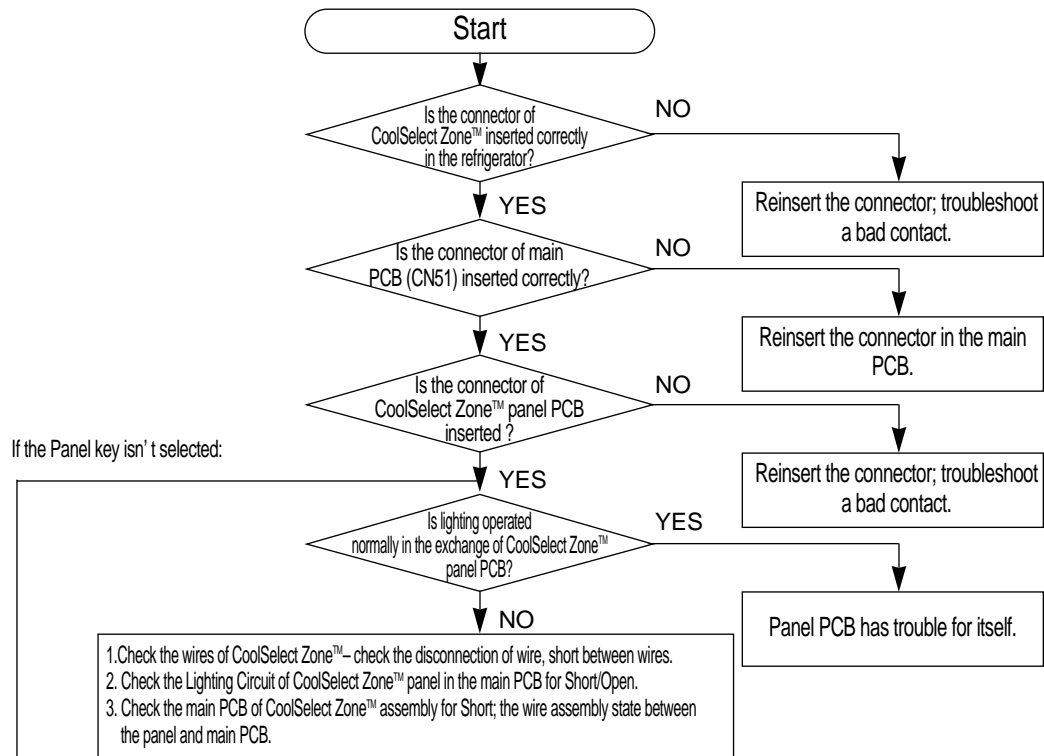 Start
Is the connector of
CoolSelect Zone™ inserted correctly
in the refrigerator?
NO
Reinsert the connector; troubleshoot
a bad contact.
YES
Is the connector of main
PCB (CN51) inserted correctly?
NO
Reinsert the connector in the main
PCB.
YES
Is the connector of
CoolSelect Zone™ panel PCB
inserted ?
NO
Reinsert the connector; troubleshoot
a bad contact.
If the Panel key isn' t selected:
YES
Is lighting operated
normally in the exchange of CoolSelect Zone™
panel PCB?
YES
Panel PCB has trouble for itself.
NO
1.Check the wires of CoolSelect Zone™– check the disconnection of wire, short between wires.
2. Check the Lighting Circuit of CoolSelect Zone™ panel in the main PCB for Short/Open.
3. Check the main PCB of CoolSelect Zone™ assembly for Short; the wire assembly state between
the panel and main PCB.